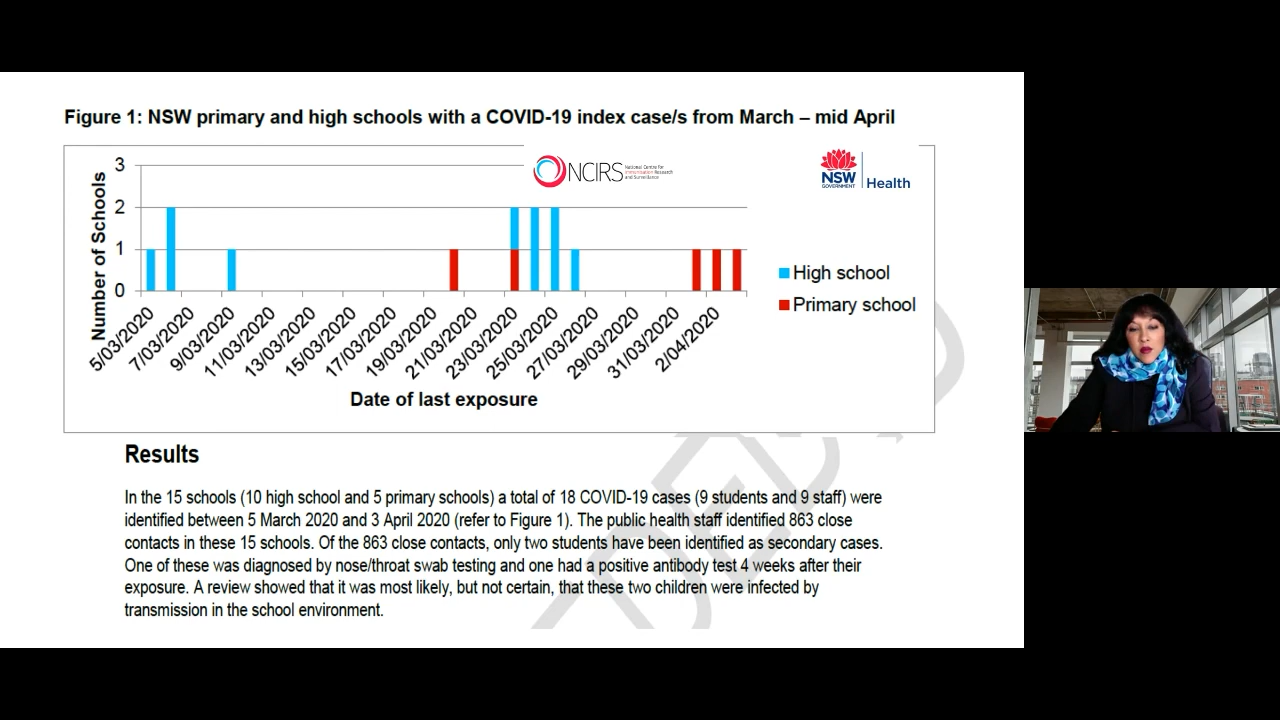 Figure 1: NSW primary and high schools with a COVID-19 index case/s from March – mid April
Number of Schools
3
2
1
0
NCIRS
National Centre for
Immunisation Research
and Surveillance
NSW
GOVERNMENT
Health
High school
Primary school
5/03/2020
7/03/2020
9/03/2020
11/03/2020
13/03/2020
15/03/2020
17/03/2020
19/03/2020
21/03/2020
23/03/2020
25/03/2020
27/03/2020
29/03/2020
31/03/2020
2/04/2020
Date of last exposure
Results
In the 15 schools (10 high school and 5 primary schools) a total of 18 COVID-19 cases (9 students and 9 staff) were
identified between 5 March 2020 and 3 April 2020 (refer to Figure 1). The public health staff identified 863 close
contacts in these 15 schools. Of the 863 close contacts, only two students have been identified as secondary cases.
One of these was diagnosed by nose/throat swab testing and one had a positive antibody test 4 weeks after their
exposure. A review showed that it was most likely, but not certain, that these two children were infected by
transmission in the school environment.